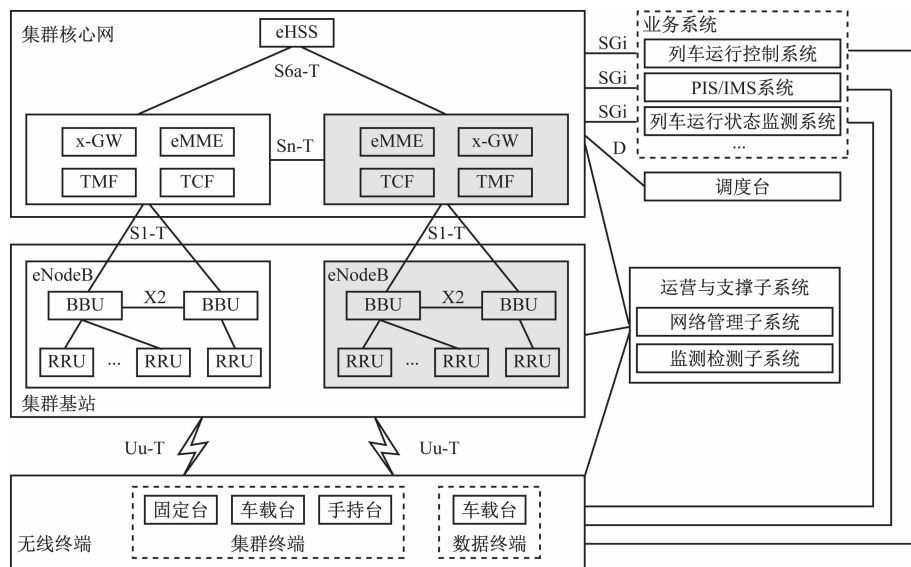 集群核心网
eHSS
S6a-T
x-GW
eMME
TMF
TCF
Sn-T
eMME
x-GW
TCF
TMF
SGi
SGi
SGi
D
业务系统
列车运行控制系统
PIS/IMS系统
列车运行状态监测系统
...
调度台
S1-T
S1-T
eNodeB
BBU
X2
BBU
RRU
...
RRU
RRU
eNodeB
BBU
X2
BBU
RRU
...
RRU
RRU
集群基站
运营与支撑子系统
网络管理子系统
监测检测子系统
Uu-T
Uu-T
无线终端
固定台
车载台
手持台
集群终端
车载台
数据终端